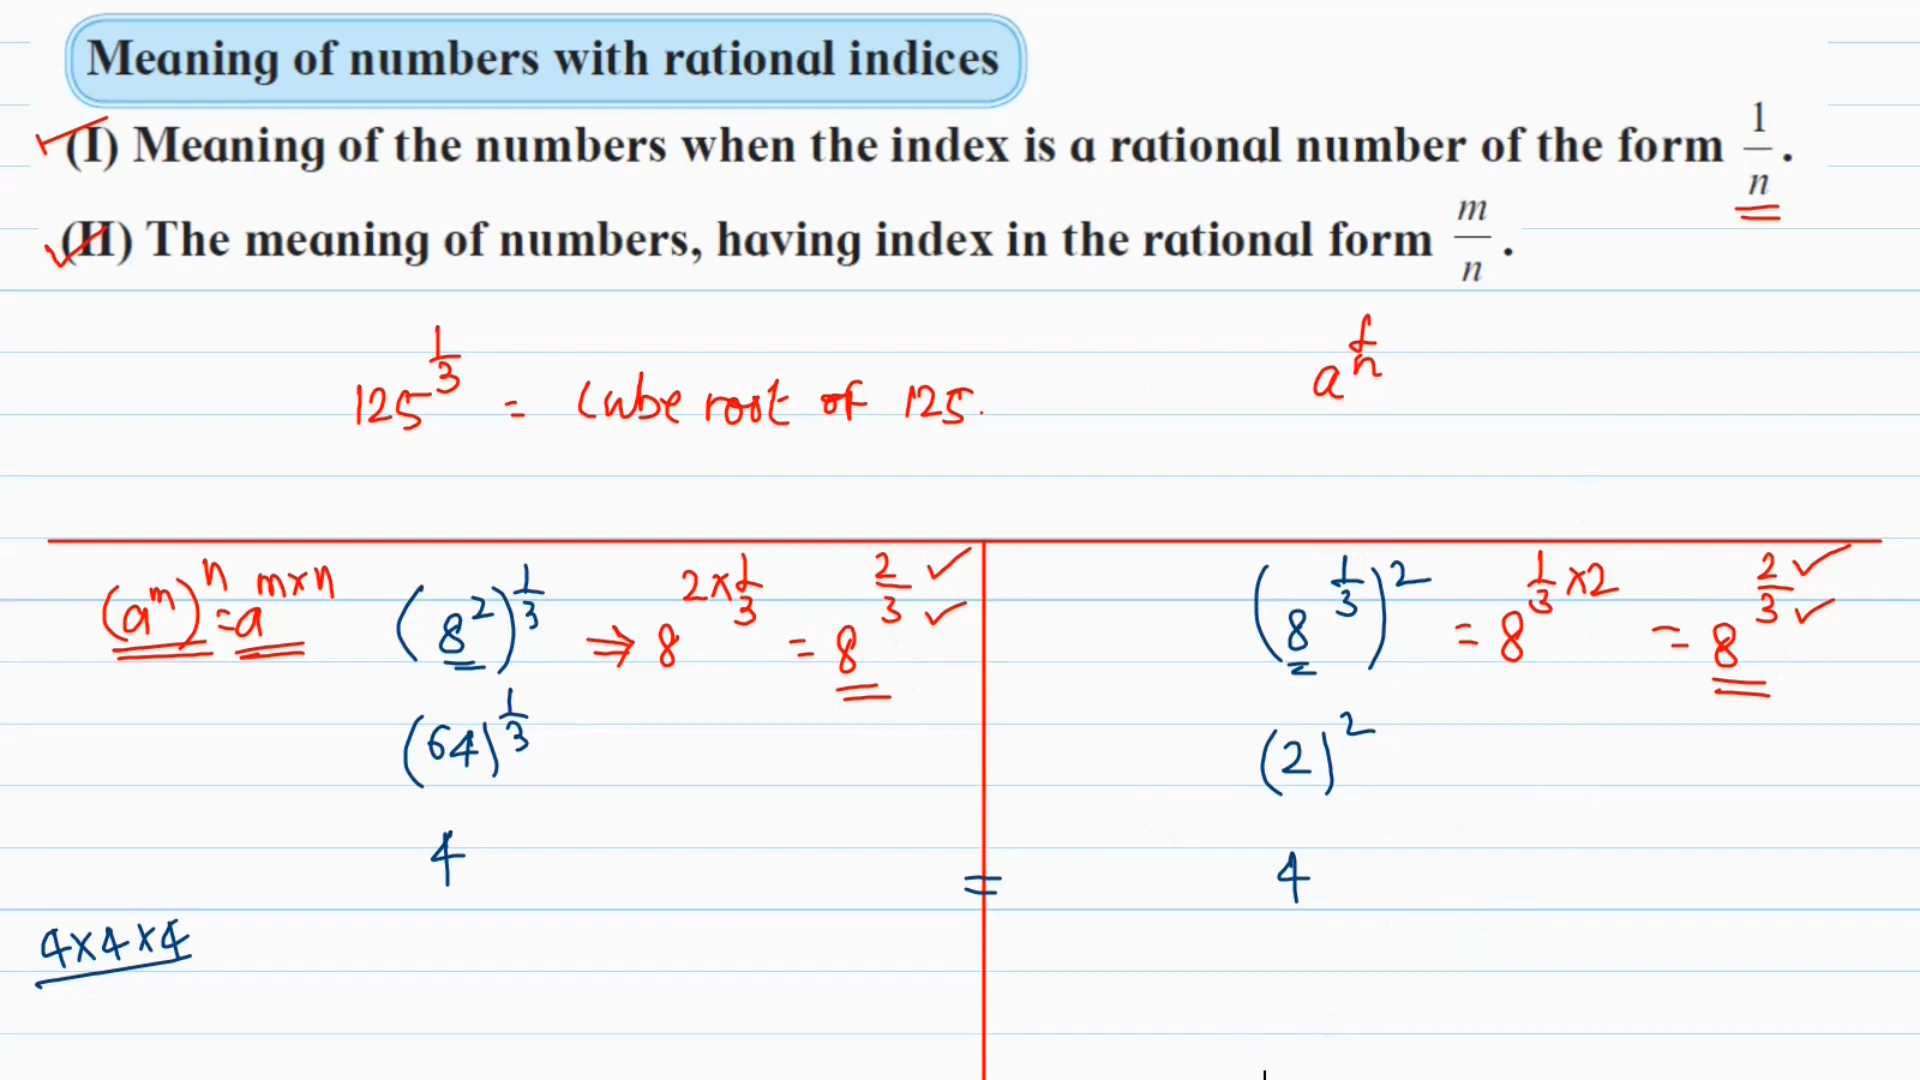 Meaning of numbers with rational indices
(I) Meaning of the numbers when the index is a rational number of the form 1/n.
(II) The meaning of numbers, having index in the rational form m/n.
125^(1/3) = Cube root of 125.
a^(1/n)
(a^m)^n = a^(m×n)
(8^2)^(1/3) ⇒ 8^(2×1/3) = 8^(2/3)
(64)^(1/3)
4
4×4×4
=
(8^(1/3))^2 = 8^(1/3×2) = 8^(2/3)
(2)^2
4